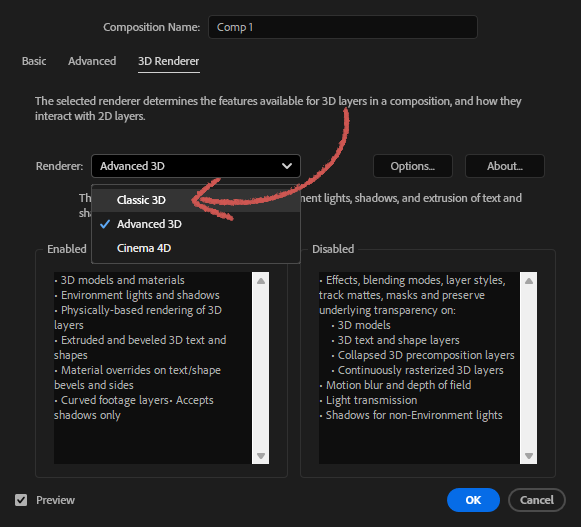 Composition Name: Comp 1
Basic Advanced 3D Renderer
The selected renderer determines the features available for 3D layers in a composition, and how they
interact with 2D layers.
Renderer: Advanced 3D Options... About...
Classic 3D
Advanced 3D
Cinema 4D
lights, shadows, and extrusion of text and
Enabled
• 3D models and materials
• Environment lights and shadows
• Physically-based rendering of 3D
layers
• Extruded and beveled 3D text and
shapes
• Material overrides on text/shape
bevels and sides
• Curved footage layers• Accepts
shadows only
Disabled
• Effects, blending modes, layer styles,
track mattes, masks and preserve
underlying transparency on:
• 3D models
• 3D text and shape layers
• Collapsed 3D precomposition layers
• Continuously rasterized 3D layers
• Motion blur and depth of field
• Light transmission
• Shadows for non-Environment lights
Preview OK Cancel